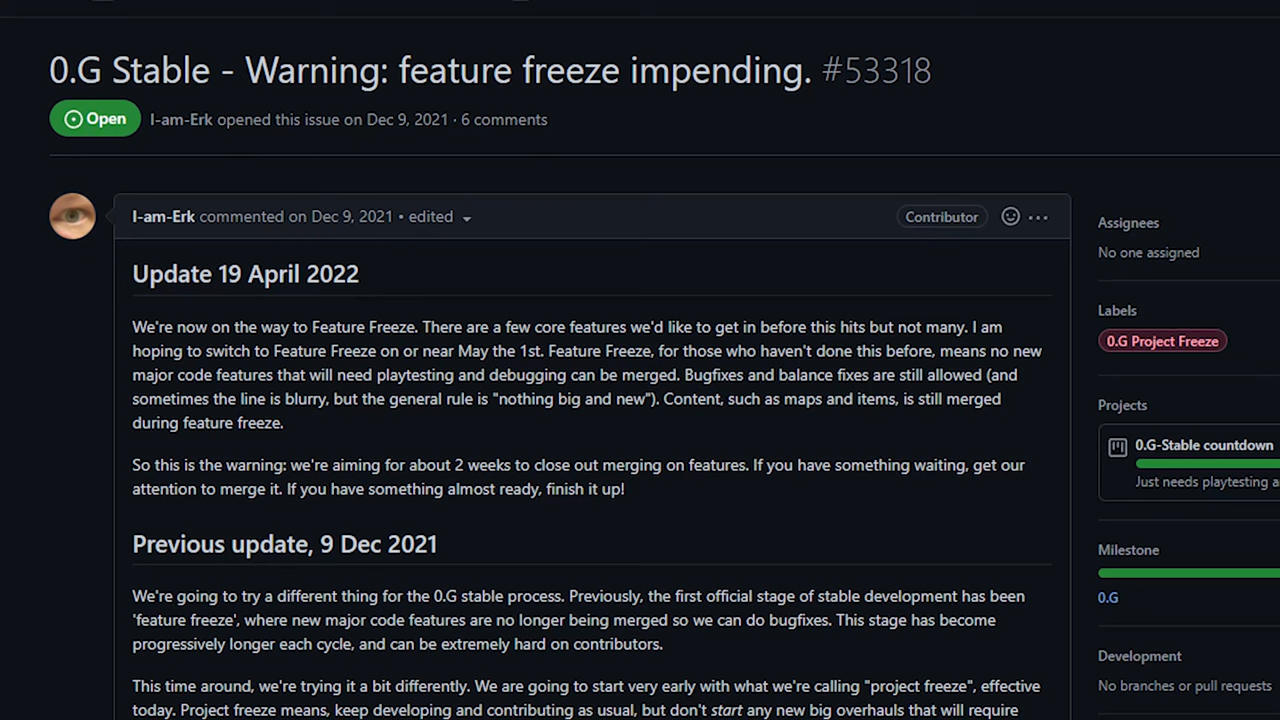 0.G Stable - Warning: feature freeze impending. #53318
Open I-am-Erk opened this issue on Dec 9, 2021 · 6 comments
I-am-Erk commented on Dec 9, 2021 • edited
Contributor
Update 19 April 2022
We're now on the way to Feature Freeze. There are a few core features we'd like to get in before this hits but not many. I am
hoping to switch to Feature Freeze on or near May the 1st. Feature Freeze, for those who haven't done this before, means no new
major code features that will need playtesting and debugging can be merged. Bugfixes and balance fixes are still allowed (and
sometimes the line is blurry, but the general rule is "nothing big and new"). Content, such as maps and items, is still merged
during feature freeze.
So this is the warning: we're aiming for about 2 weeks to close out merging on features. If you have something waiting, get our
attention to merge it. If you have something almost ready, finish it up!
Previous update, 9 Dec 2021
We're going to try a different thing for the 0.G stable process. Previously, the first official stage of stable development has been
'feature freeze', where new major code features are no longer being merged so we can do bugfixes. This stage has become
progressively longer each cycle, and can be extremely hard on contributors.
This time around, we're trying it a bit differently. We are going to start very early with what we're calling "project freeze", effective
today. Project freeze means, keep developing and contributing as usual, but don't start any new big overhauls that will require
Assignees
No one assigned
Labels
0.G Project Freeze
Projects
0.G-Stable countdown
Just needs playtesting a
Milestone
0.G
Development
No branches or pull requests